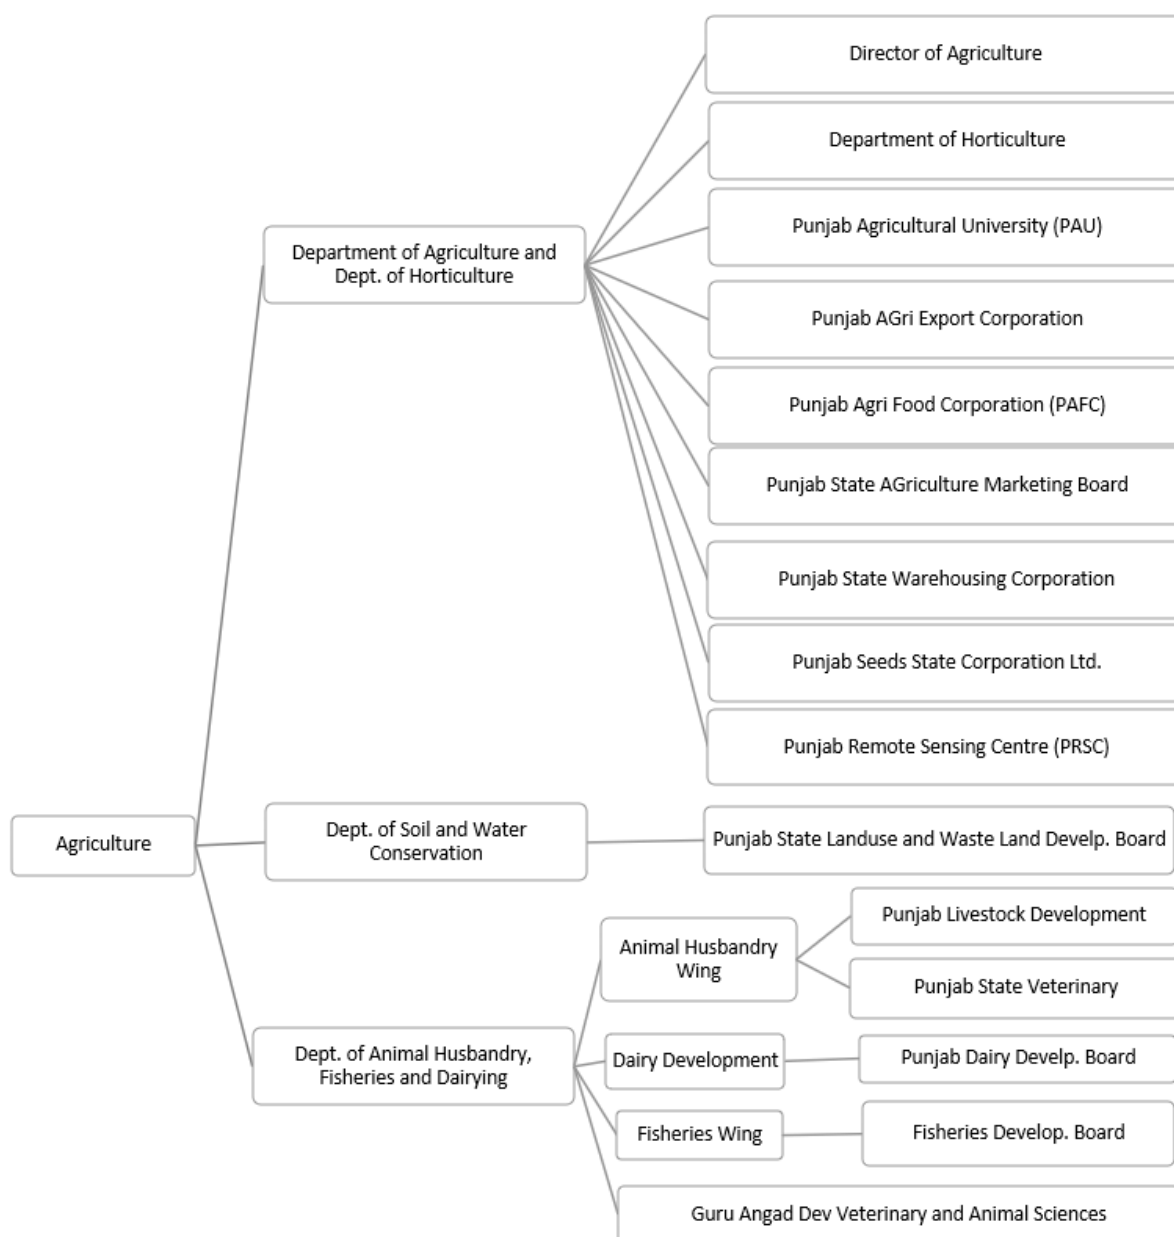 Director of Agriculture
Department of Horticulture
Punjab Agricultural University (PAU)
Department of Agriculture and
Dept. of Horticulture
Punjab AGri Export Corporation
Punjab Agri Food Corporation (PAFC)
Punjab State AGriculture Marketing Board
Punjab State Warehousing Corporation
Punjab Seeds State Corporation Ltd.
Punjab Remote Sensing Centre (PRSC)
Agriculture
Dept. of Soil and Water
Conservation
Punjab State Landuse and Waste Land Develp. Board
Animal Husbandry
Wing
Punjab Livestock Development
Punjab State Veterinary
Dept. of Animal Husbandry,
Fisheries and Dairying
Dairy Development
Punjab Dairy Develp. Board
Fisheries Wing
Fisheries Develop. Board
Guru Angad Dev Veterinary and Animal Sciences